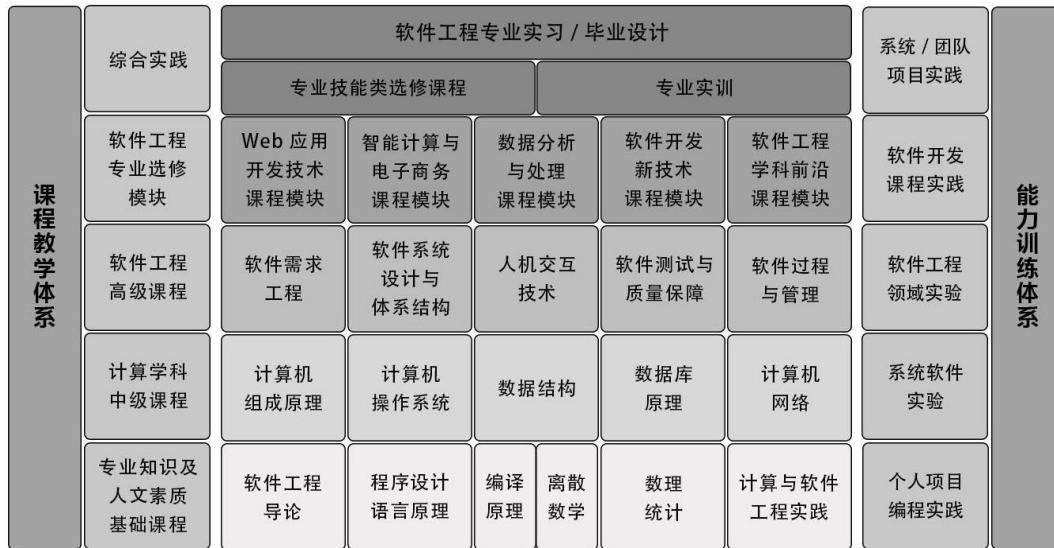 课程教学体系
综合实践
软件工程专业实习 / 毕业设计
专业技能类选修课程
专业实训
系统 / 团队
项目实践
软件工程
专业选修
模块
Web 应用
开发技术
课程模块
智能计算与
电子商务
课程模块
数据分析
与处理
课程模块
软件开发
新技术
课程模块
软件工程
学科前沿
课程模块
软件开发
课程实践
软件工程
高级课程
软件需求
工程
软件系统
设计与
体系结构
人机交互
技术
软件测试与
质量保障
软件过程
与管理
软件工程
领域实验
计算学科
中级课程
计算机
组成原理
计算机
操作系统
数据结构
数据库
原理
计算机
网络
系统软件
实验
专业知识及
人文素质
基础课程
软件工程
导论
程序设计
语言原理
编译
原理
离散
数学
数理
统计
计算与软件
工程实践
个人项目
编程实践
能力训练体系